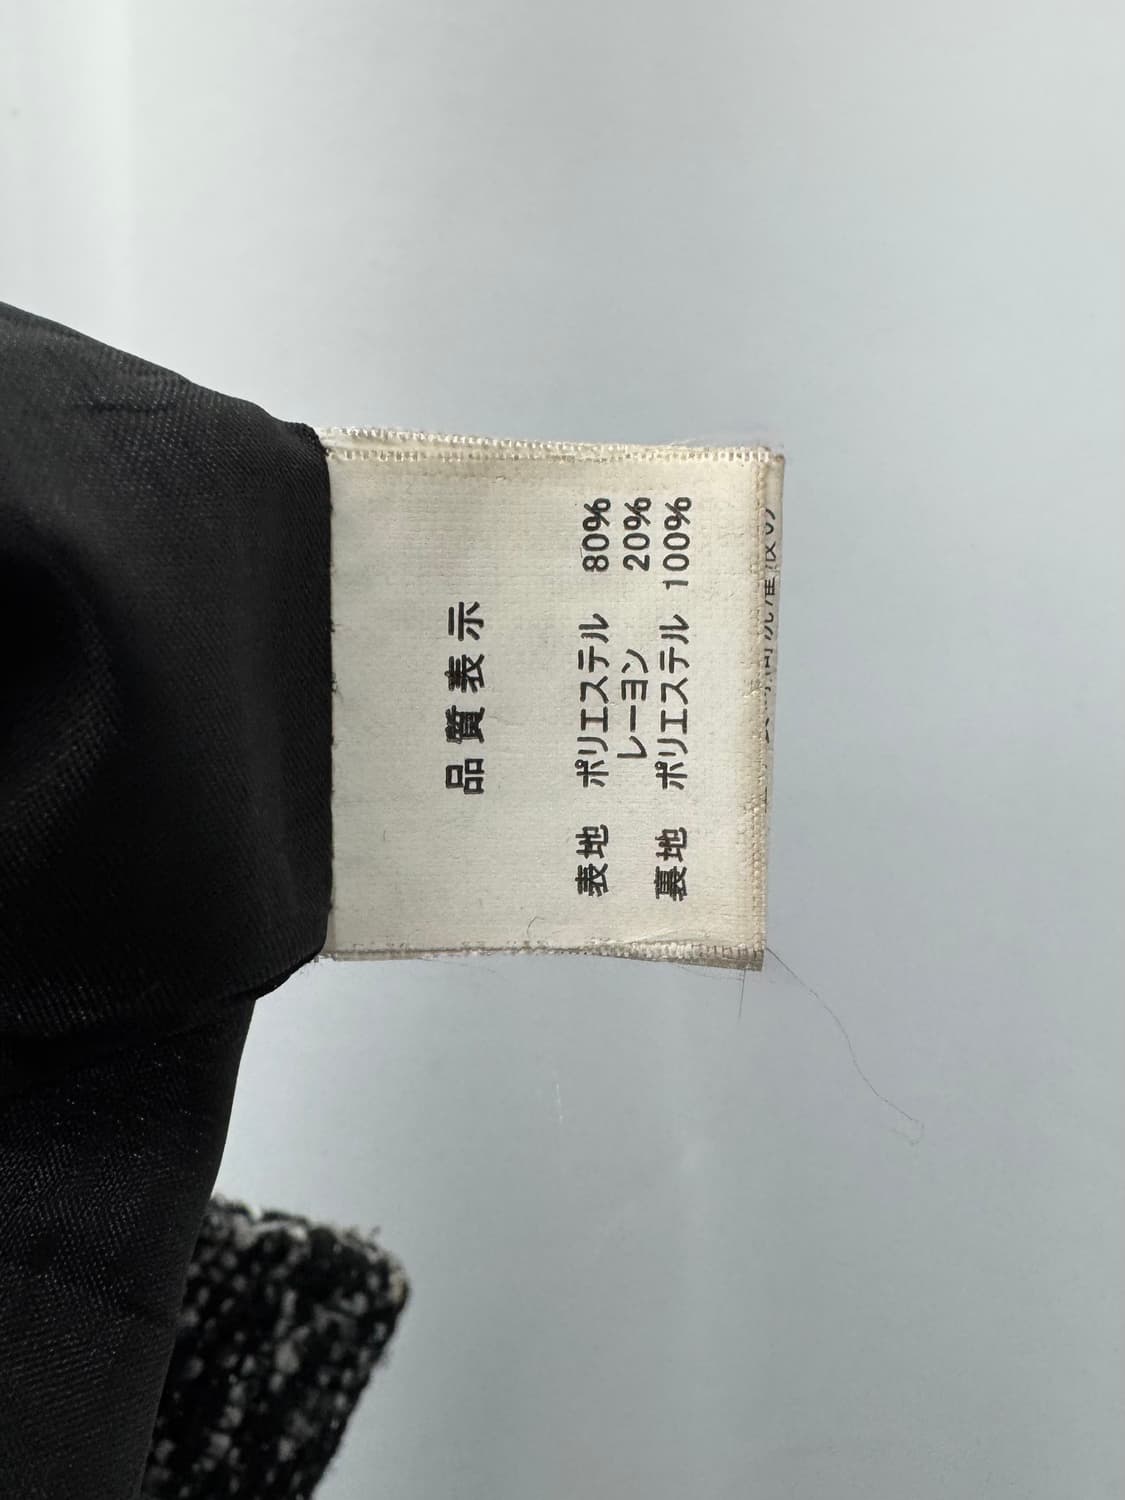 品質表示
表地 ポリエステル 80%
レーヨン 20%
裏地 ポリエステル 100%